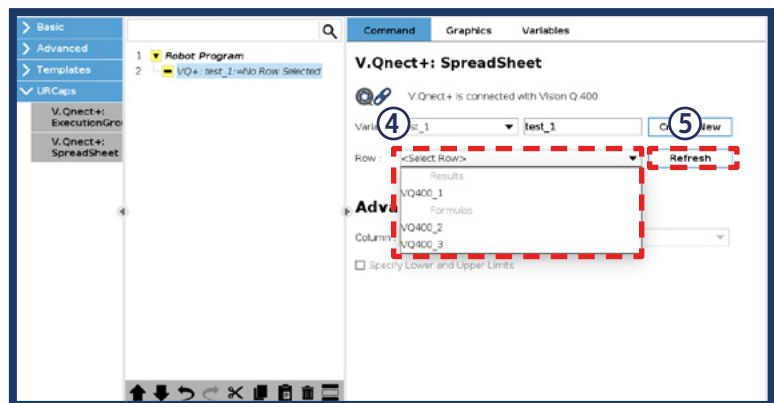 Basic
Advanced
Templates
URCaps
V.Qnect+:
ExecutionGro
V.Qnect+:
SpreadSheet
1 Robot Program
2 VQ+: test_1:=No Row Selected
Command Graphics Variables
V.Qnect+: SpreadSheet
V.Qnect+ is connected with Vision Q 400
4 test_1 5 New
Row : <Select Row> Refresh
Results
VQ400_1
Formulas
VQ400_2
VQ400_3
Adva
Column
Specify Lower and Upper Limits